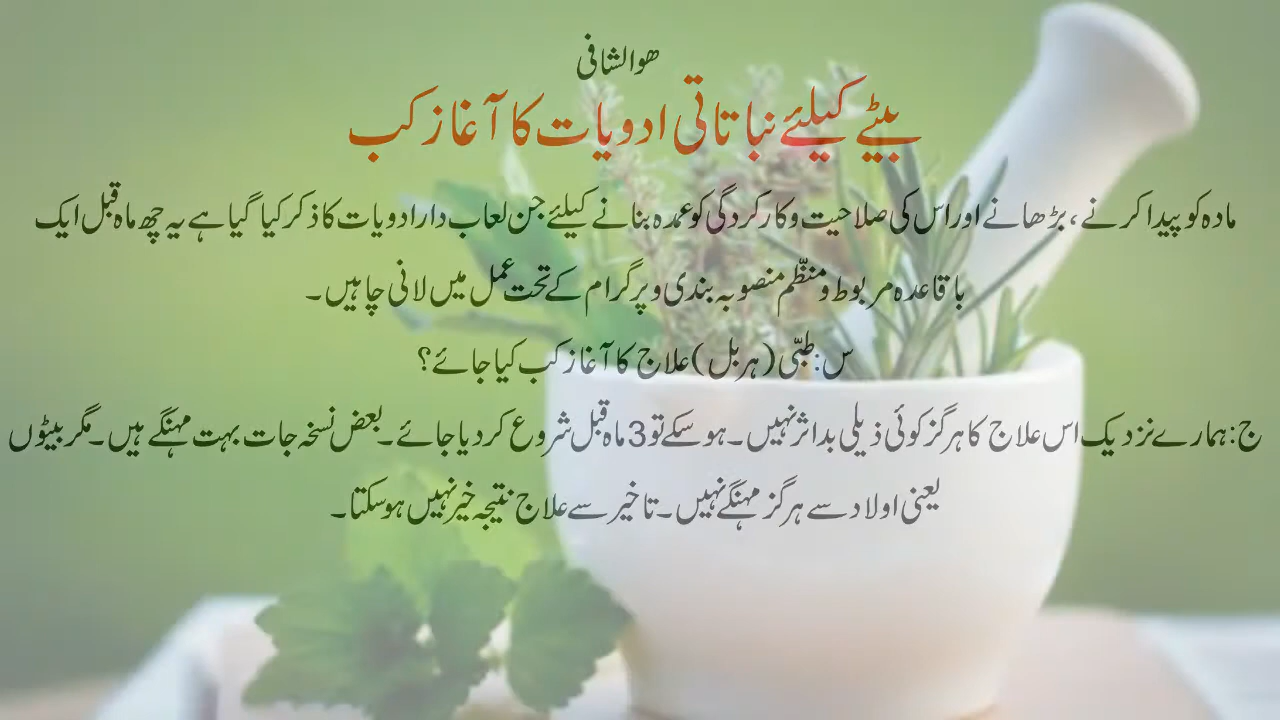 ھوالشافی
بیٹے کیلئے نباتاتی ادویات کا آغاز کب
مادہ کو پیدا کرنے، بڑھانے اور اس کی صلاحیت و کارکردگی کو عمدہ بنانے کیلئے جن لعاب دار ادویات کا ذکر کیا گیا ہے یہ چھ ماہ قبل ایک
باقاعدہ مربوط و منظّم منصوبہ بندی و پرگرام کے تحت عمل میں لانی چاہیں۔
س: طبّی (ہربل) علاج کا آغاز کب کیا جائے؟
ج: ہمارے نزدیک اس علاج کا ہرگز کوئی ذیلی بد اثر نہیں۔ ہو سکے تو 3 ماہ قبل شروع کر دیا جائے۔ بعض نسخہ جات بہت مہنگے ہیں۔ مگر بیٹوں
یعنی اولاد سے ہرگز مہنگے نہیں۔ تاخیر سے علاج نتیجہ خیز نہیں ہو سکتا۔